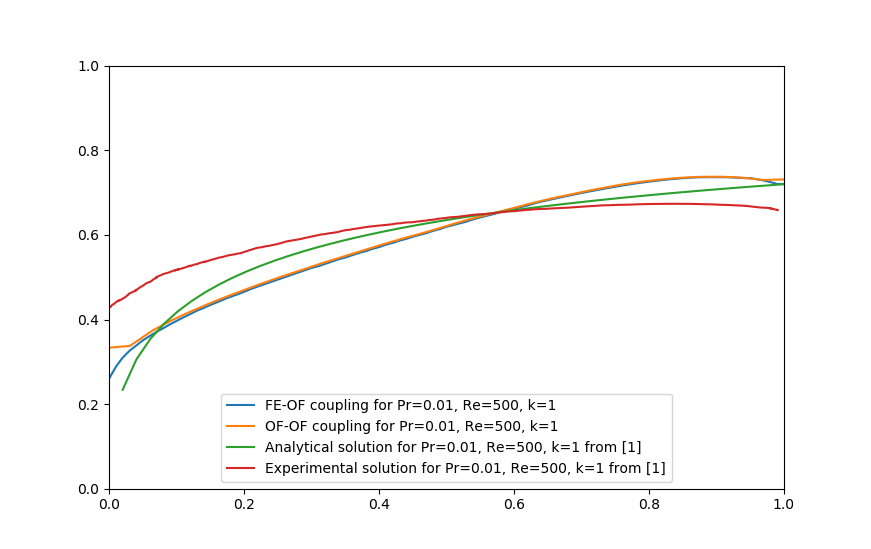 1.0
0.8
0.6
0.4
0.2
0.0
FE-OF coupling for Pr=0.01, Re=500, k=1
OF-OF coupling for Pr=0.01, Re=500, k=1
Analytical solution for Pr=0.01, Re=500, k=1 from [1]
Experimental solution for Pr=0.01, Re=500, k=1 from [1]
0.0 0.2 0.4 0.6 0.8 1.0